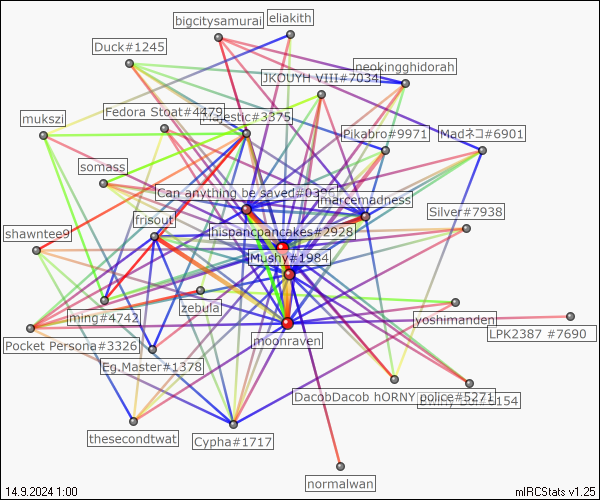 bigcitysamurai
eliakith
Duck#1245
neokingghidorah
JKOUYH VIII#7034
Fedora Stoat#4479
Majestic#3375
mukszi
Pikabro#9971
Madネコ#6901
somass
Can anything be saved#0396
marcemadness
Silver#7938
frisout
shawntee9
hispancpancakes#2928
Mushy#1984
zebula
ming#4742
yoshimanden
LPK2387 #7690
moonraven
Pocket Persona#3326
Eg.Master#1378
DacobDacob hORNY police#5271
thesecondtwat
Cypha#1717
normalwan
14.9.2024 1:00
mIRCStats v1.25